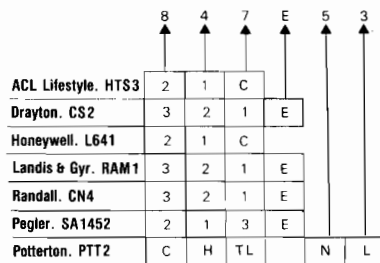 8 4 7 E 5 3
ACL Lifestyle. HTS3 2 1 C
Drayton. CS2 3 2 1 E
Honeywell. L641 2 1 C
Landis & Gyr. RAM1 3 2 1 E
Randall. CN4 3 2 1 E
Pegler. SA1452 2 1 3 E
Potterton. PTT2 C H TL N L